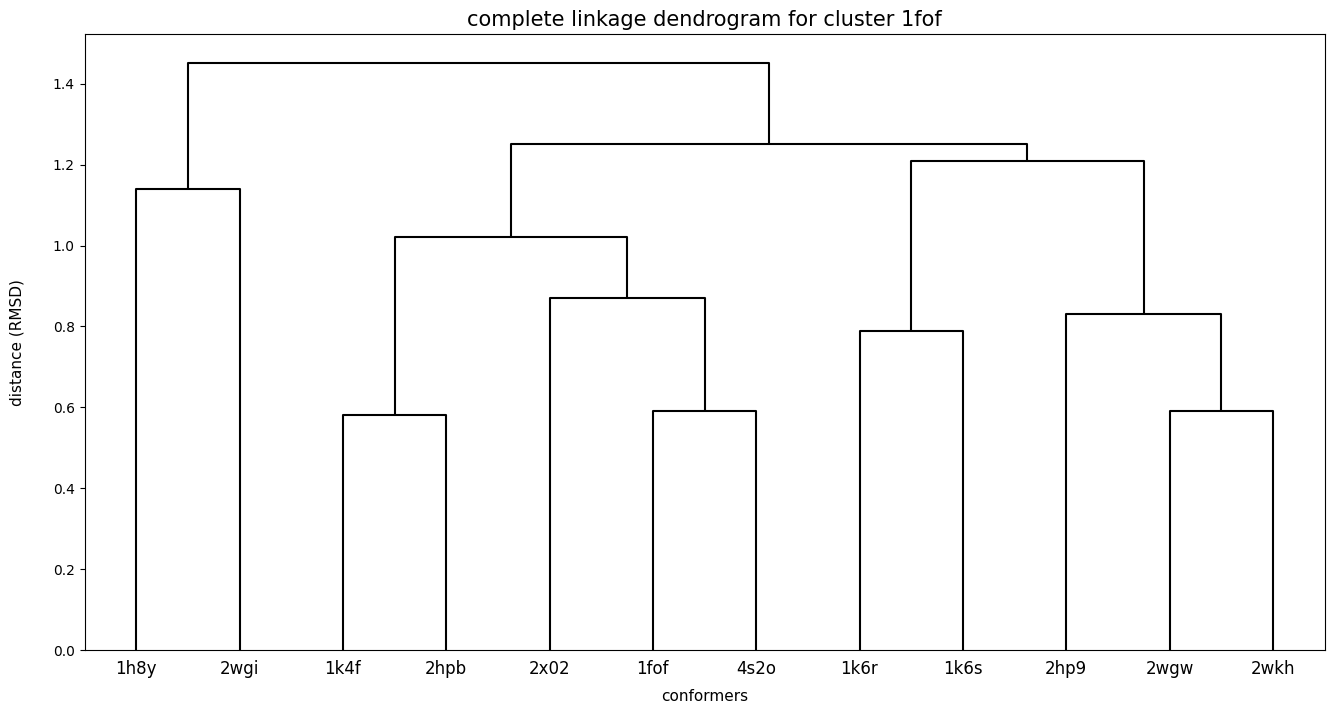 complete linkage dendrogram for cluster 1fof
1.4
1.2
1.0
0.8
0.6
0.4
0.2
0.0
distance (RMSD)
1h8y 2wgi 1k4f 2hpb 2x02 1fof 4s2o 1k6r 1k6s 2hp9 2wgw 2wkh
conformers